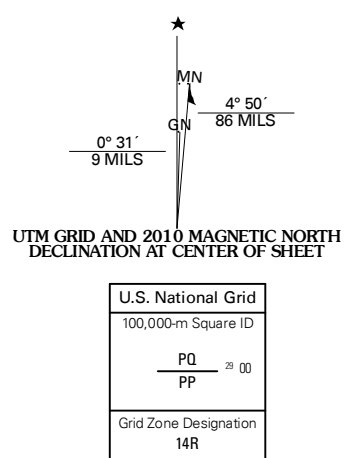 ★
MN
4° 50´
86 MILS
GN
0° 31´
9 MILS
UTM GRID AND 2010 MAGNETIC NORTH
DECLINATION AT CENTER OF SHEET
U.S. National Grid
100,000-m Square ID
PQ
29 00
PP
Grid Zone Designation
14R